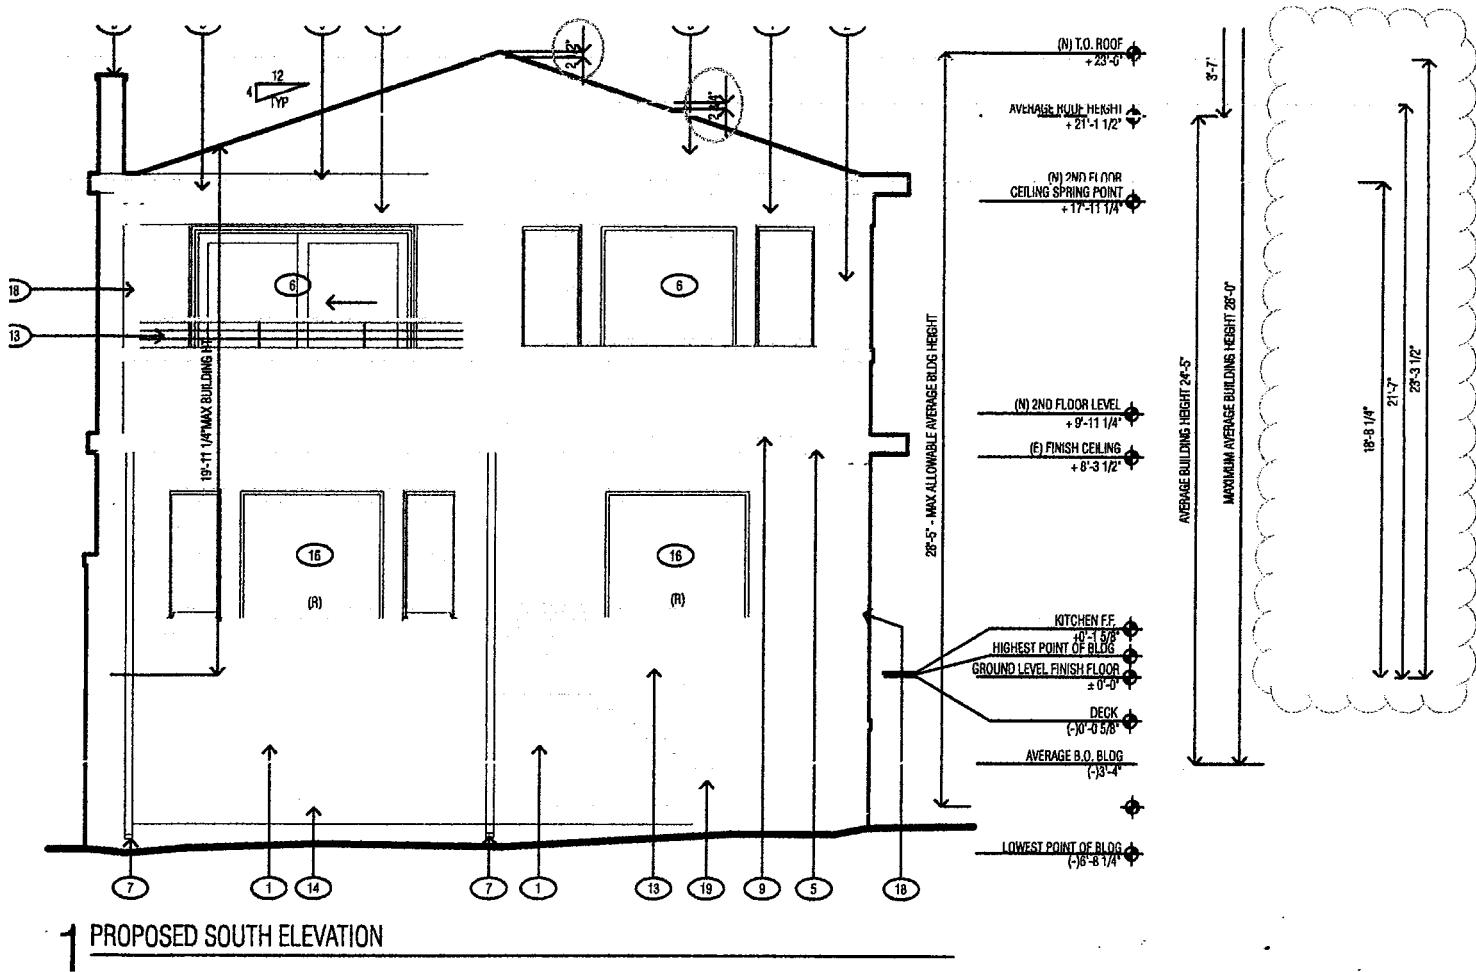 12
4
TYP
(N) T.O. ROOF
AVERAGE ROOF HEIGHT
+ 21'-1 1/2"
(N) 2ND FLOOR
CEILING SPRING POINT
+ 17'-11 1/4"
3'-7"
18
13
6
6
19'-11 1/4"MAX BUILDING HT
28'-5" - MAX ALLOWABLE AVERAGE BLDG HEIGHT
AVERAGE BUILDING HEIGHT 24'-5"
MAXIMUM AVERAGE BUILDING HEIGHT 28'-0"
18'-8 1/4"
21'-7"
23'-3 1/2"
(N) 2ND FLOOR LEVEL
+ 9'-11 1/4"
(E) FINISH CEILING
+ 8'-3 1/2"
16
(R)
(R)
KITCHEN F.F.
+0'-1 5/8"
HIGHEST POINT OF BLDG
GROUND LEVEL FINISH FLOOR
± 0'-0"
DECK
(-)0'-0 5/8"
AVERAGE B.O. BLDG
(-)3'-4"
LOWEST POINT OF BLDG
(-)6'-8 1/4"
7
1
14
7
1
13
19
9
5
18
1 PROPOSED SOUTH ELEVATION